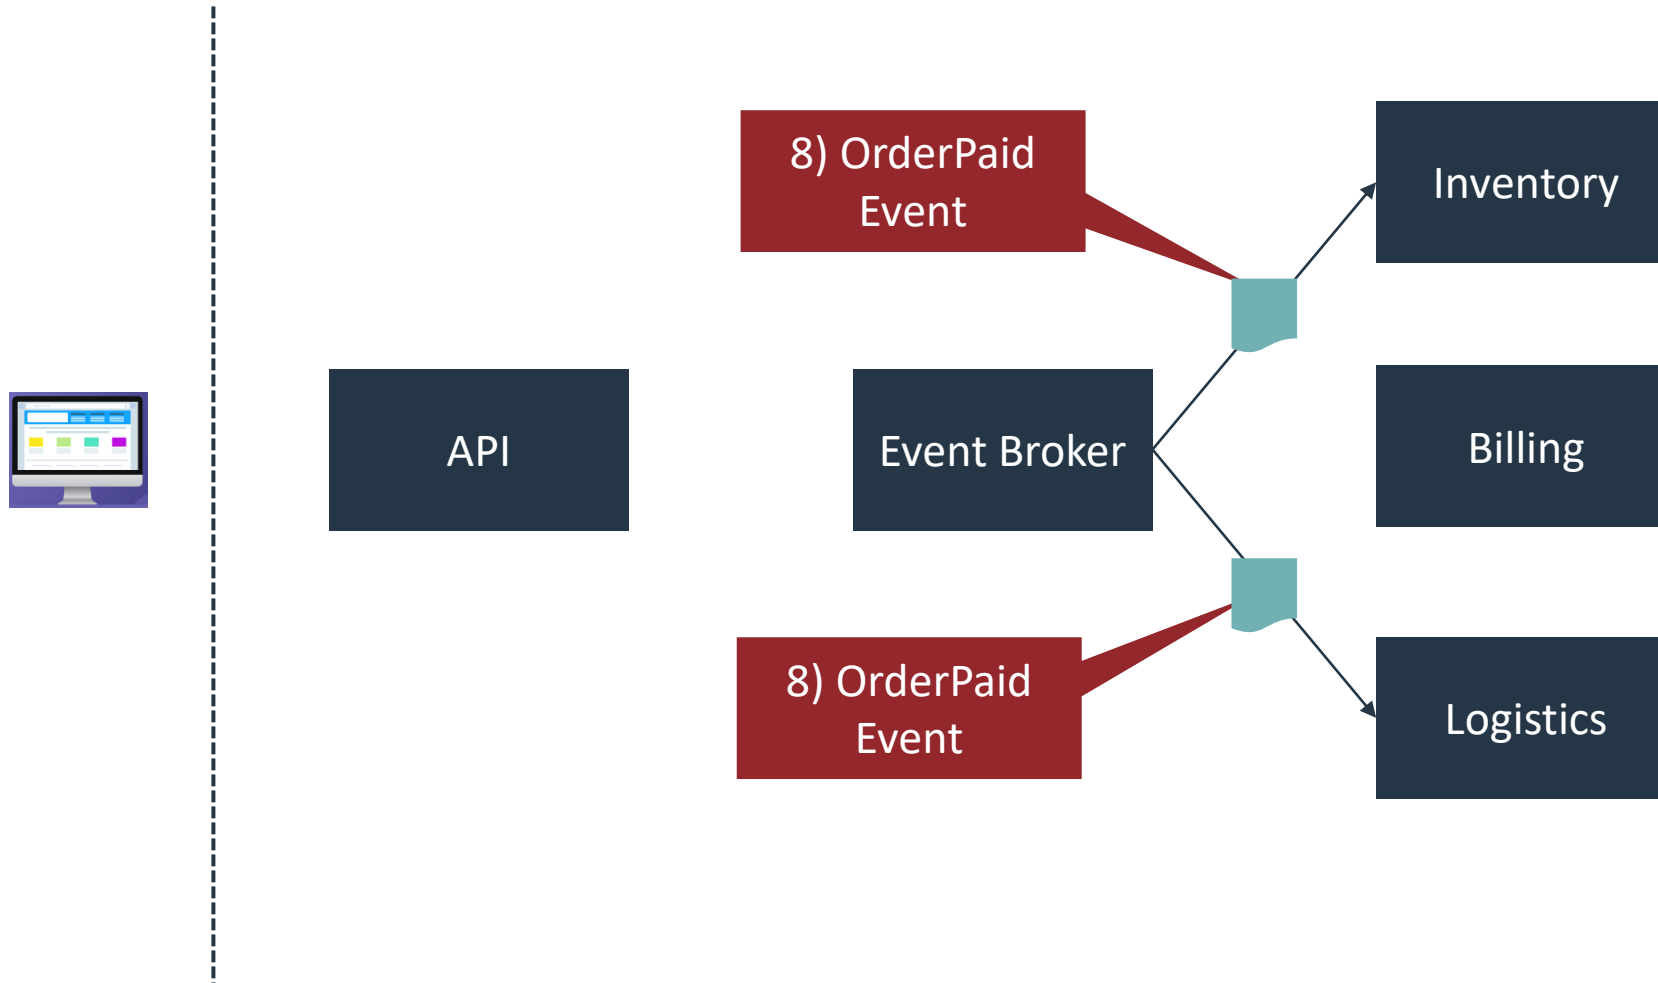 8) OrderPaid
Event
Inventory
API
Event Broker
Billing
8) OrderPaid
Event
Logistics